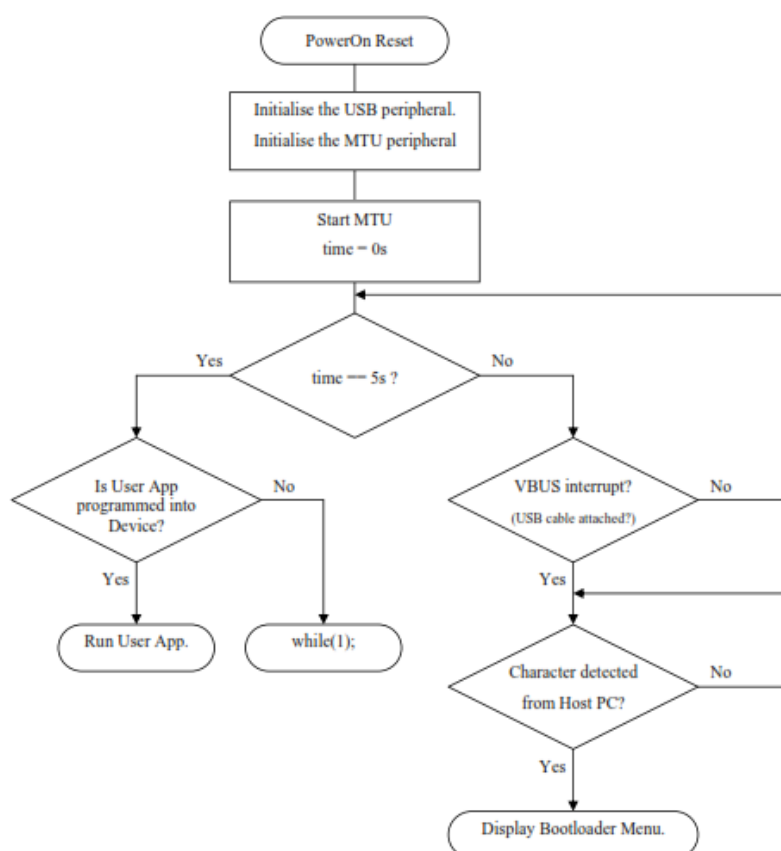 PowerOn Reset
Initialise the USB peripheral.
Initialise the MTU peripheral
Start MTU
time = 0s
Yes
time == 5s ?
No
Is User App
programmed into
Device?
No
VBUS interrupt?
(USB cable attached?)
No
Yes
Yes
Run User App.
while(1);
Character detected
from Host PC?
No
Yes
Display Bootloader Menu.